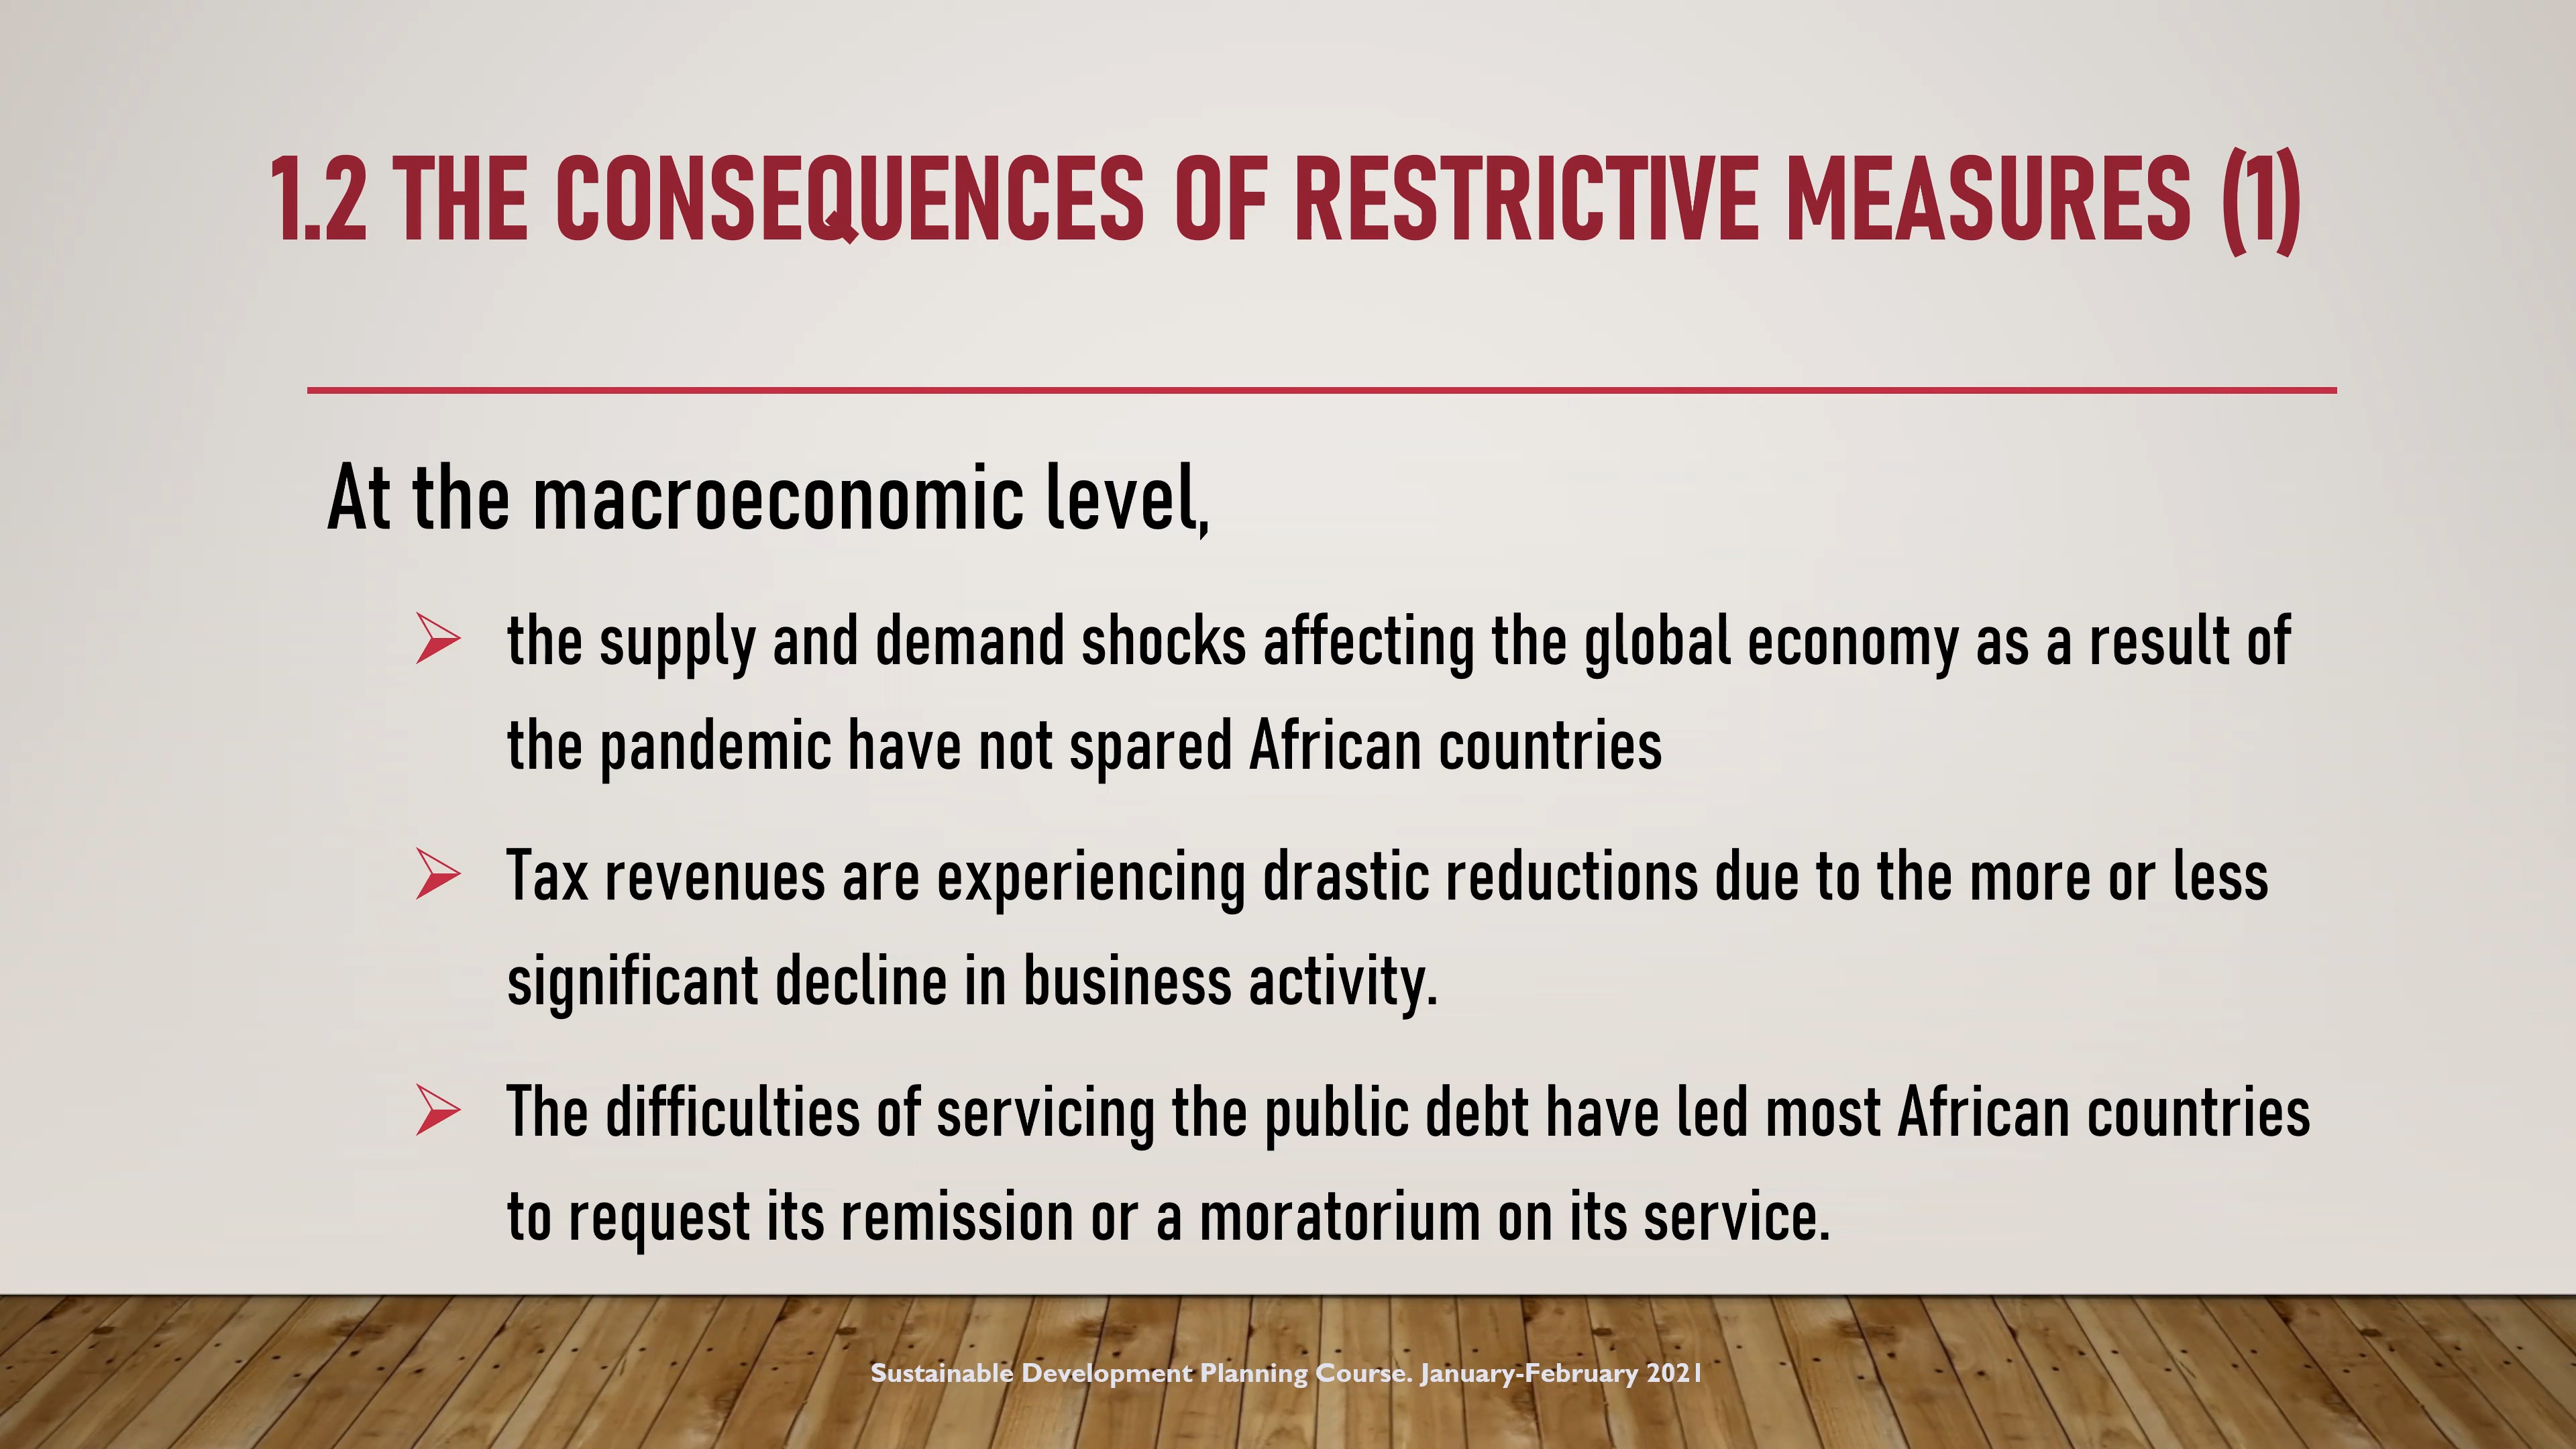 1.2 THE CONSEQUENCES OF RESTRICTIVE MEASURES (1)
At the macroeconomic level,
the supply and demand shocks affecting the global economy as a result of
the pandemic have not spared African countries
Tax revenues are experiencing drastic reductions due to the more or less
significant decline in business activity.
The difficulties of servicing the public debt have led most African countries
to request its remission or a moratorium on its service.
Sustainable Development Planning Course. January-February 2021